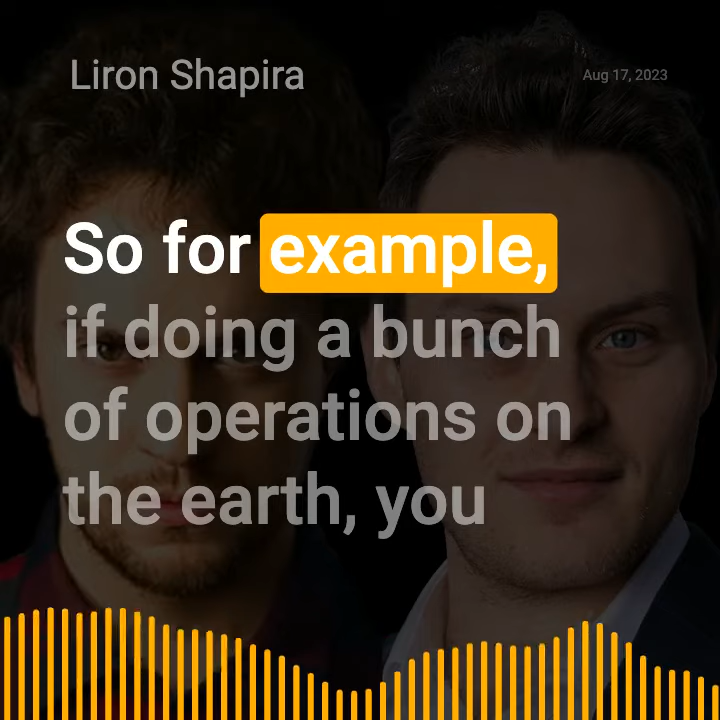 Liron Shapira
Aug 17, 2023
So for example,
if doing a bunch
of operations on
the earth, you